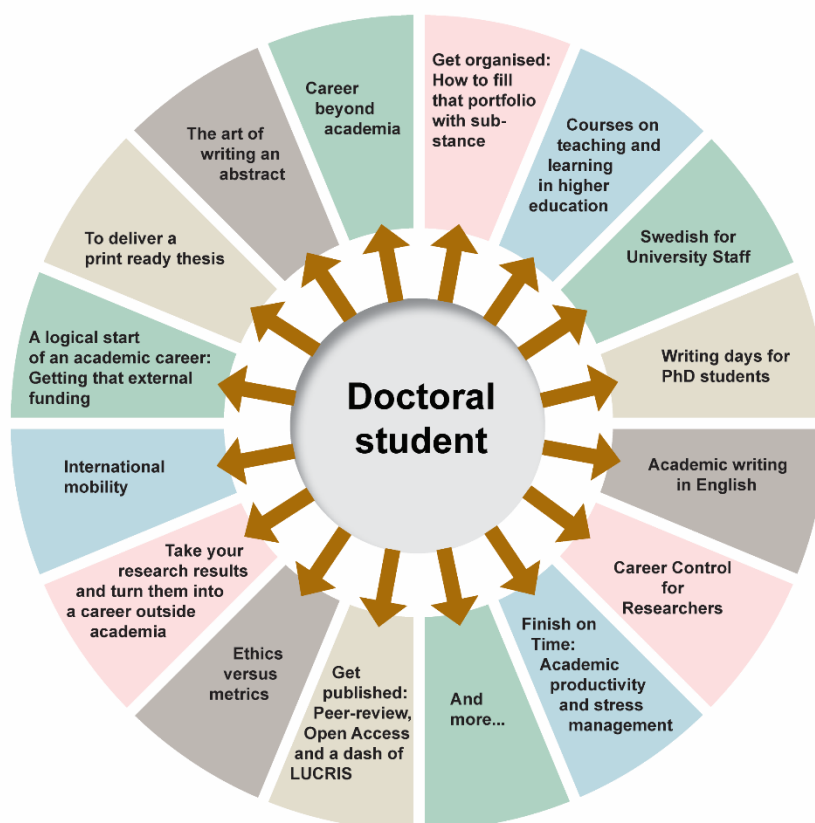 Doctoral
student
Get organised:
How to fill
that portfolio
with sub-
stance
Courses on
teaching and
learning
in higher
education
Swedish for
University Staff
Writing days for
PhD students
Academic writing
in English
Career Control
for
Researchers
Finish on
Time:
Academic
productivity
and stress
management
And
more...
Get
published:
Peer-review,
Open Access
and a dash of
LUCRIS
Ethics
versus
metrics
Take your
research results
and turn them into
a career outside
academia
International
mobility
A logical start
of an academic career:
Getting that external
funding
To deliver a
print ready thesis
The art of
writing an
abstract
Career
beyond
academia